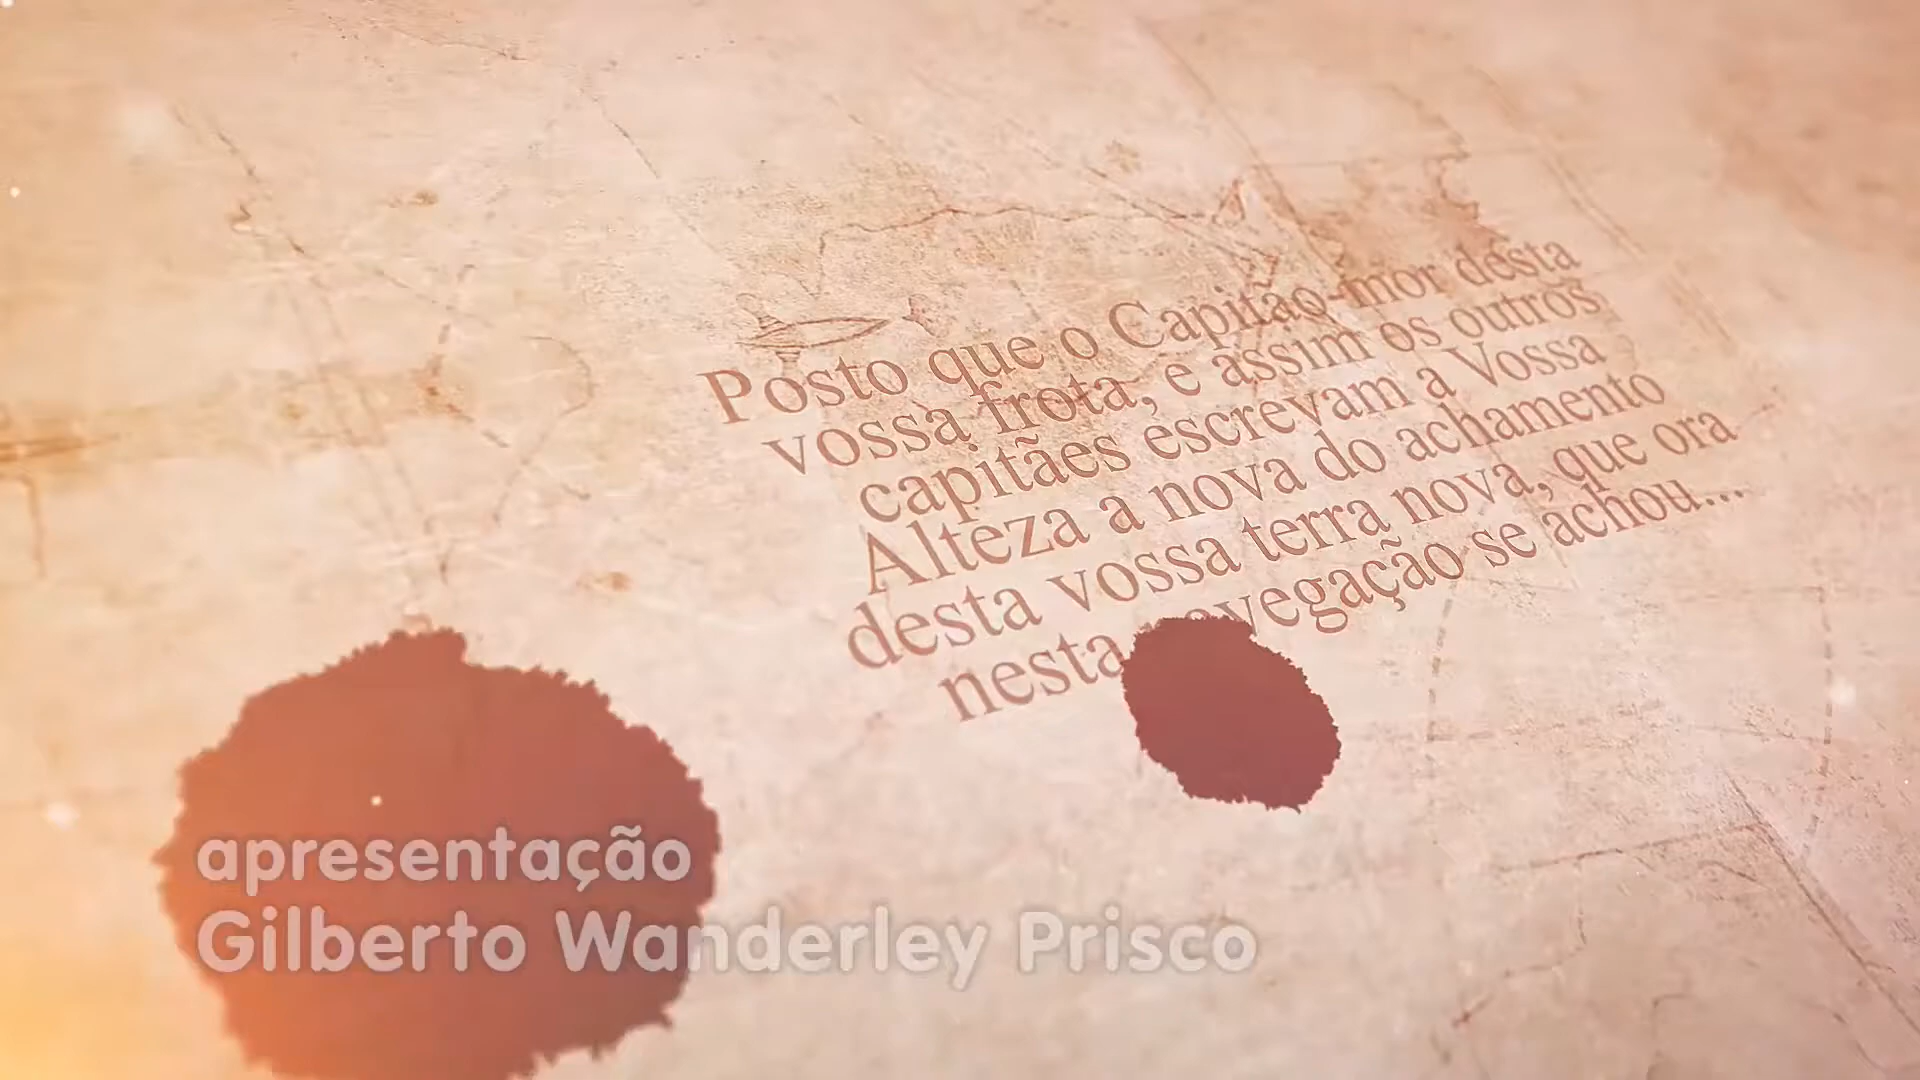 Posto que o Capitão-mor desta
vossa frota, e assim os outros
capitães escrevam a Vossa
Alteza a nova do achamento
desta vossa terra nova, que ora
nesta vegação se achou...
apresentação
Gilberto Wanderley Prisco